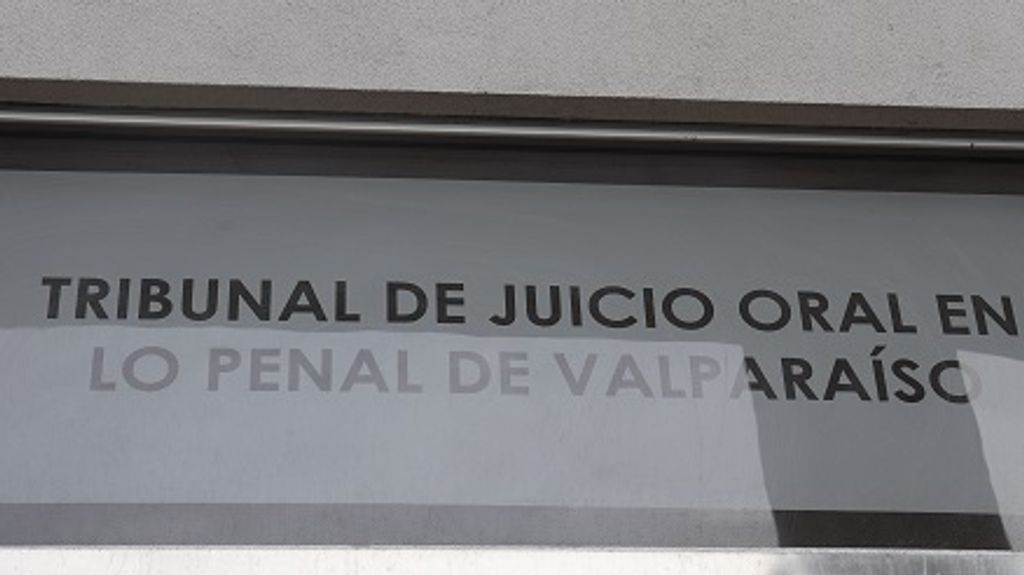 TRIBUNAL DE JUICIO ORAL EN
LO PENAL DE VALPARAÍSO